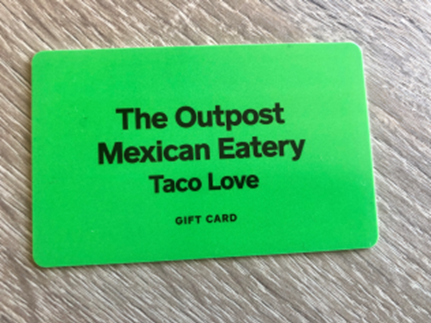 The Outpost
Mexican Eatery
Taco Love
GIFT CARD